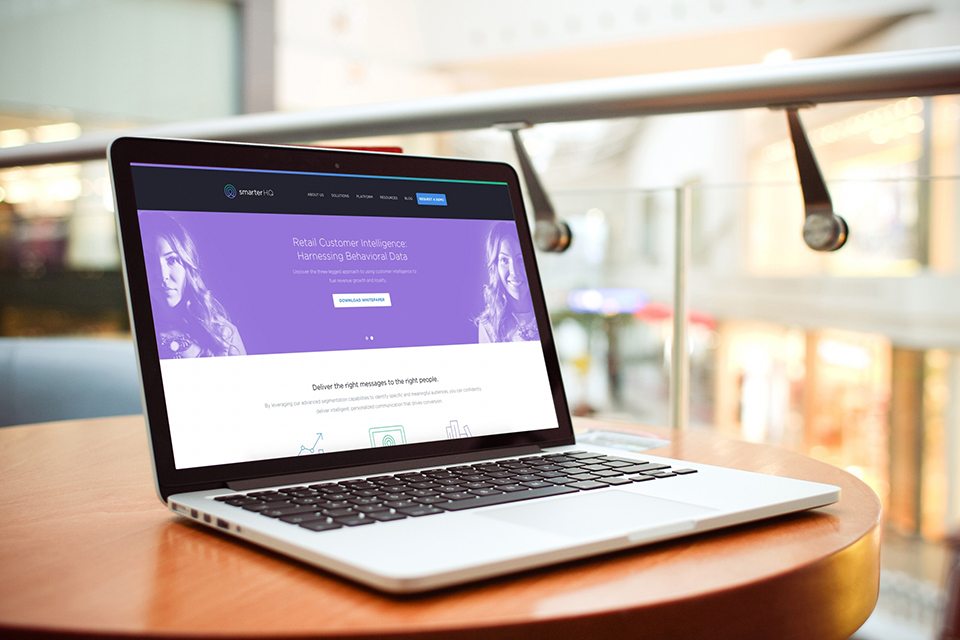 smarterHQ
ABOUT US SOLUTIONS PLATFORM RESOURCES BLOG REQUEST A DEMO
Retail Customer Intelligence:
Harnessing Behavioral Data
Uncover the three-legged approach to using customer intelligence to
fuel revenue growth and loyalty.
DOWNLOAD WHITEPAPER
Deliver the right messages to the right people.
By leveraging our advanced segmentation capabilities to identify specific and meaningful audiences, you can confidently
deliver intelligent, personalized communication that drives conversion.